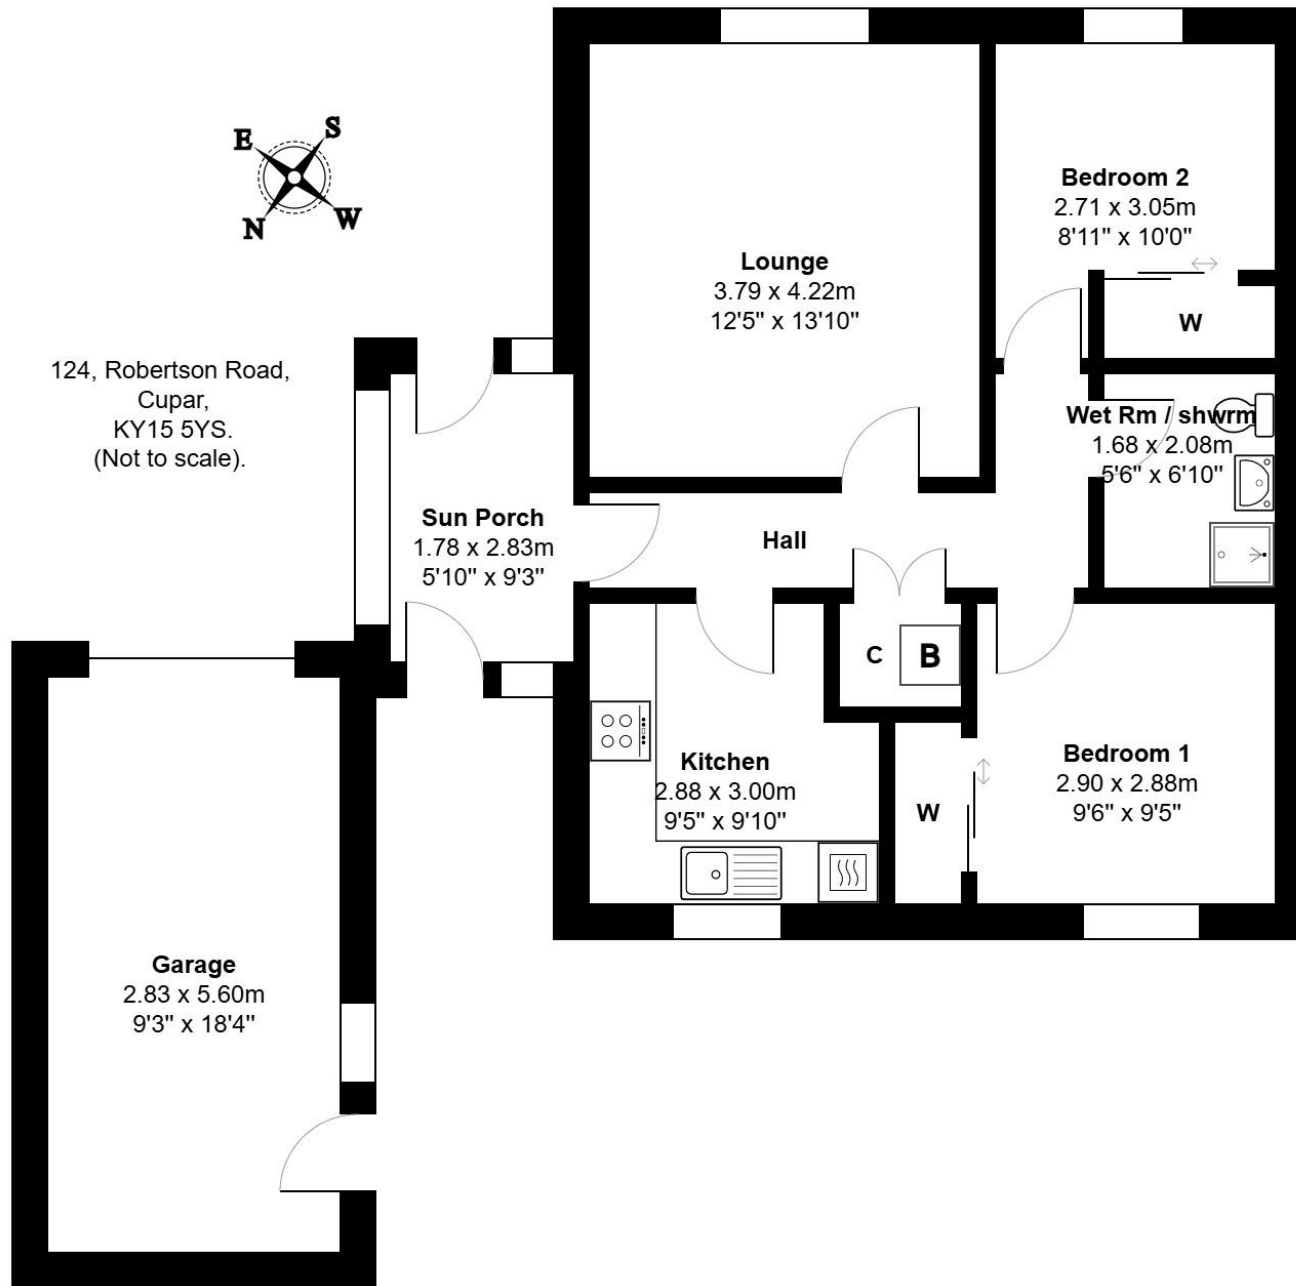 E
S
N
W
124, Robertson Road,
Cupar,
KY15 5YS.
(Not to scale).
Lounge
3.79 x 4.22m
12'5" x 13'10"
Bedroom 2
2.71 x 3.05m
8'11" x 10'0"
W
Wet Rm / shwrm
1.68 x 2.08m
5'6" x 6'10"
Sun Porch
1.78 x 2.83m
5'10" x 9'3"
Hall
C
B
Kitchen
2.88 x 3.00m
9'5" x 9'10"
W
Bedroom 1
2.90 x 2.88m
9'6" x 9'5"
Garage
2.83 x 5.60m
9'3" x 18'4"